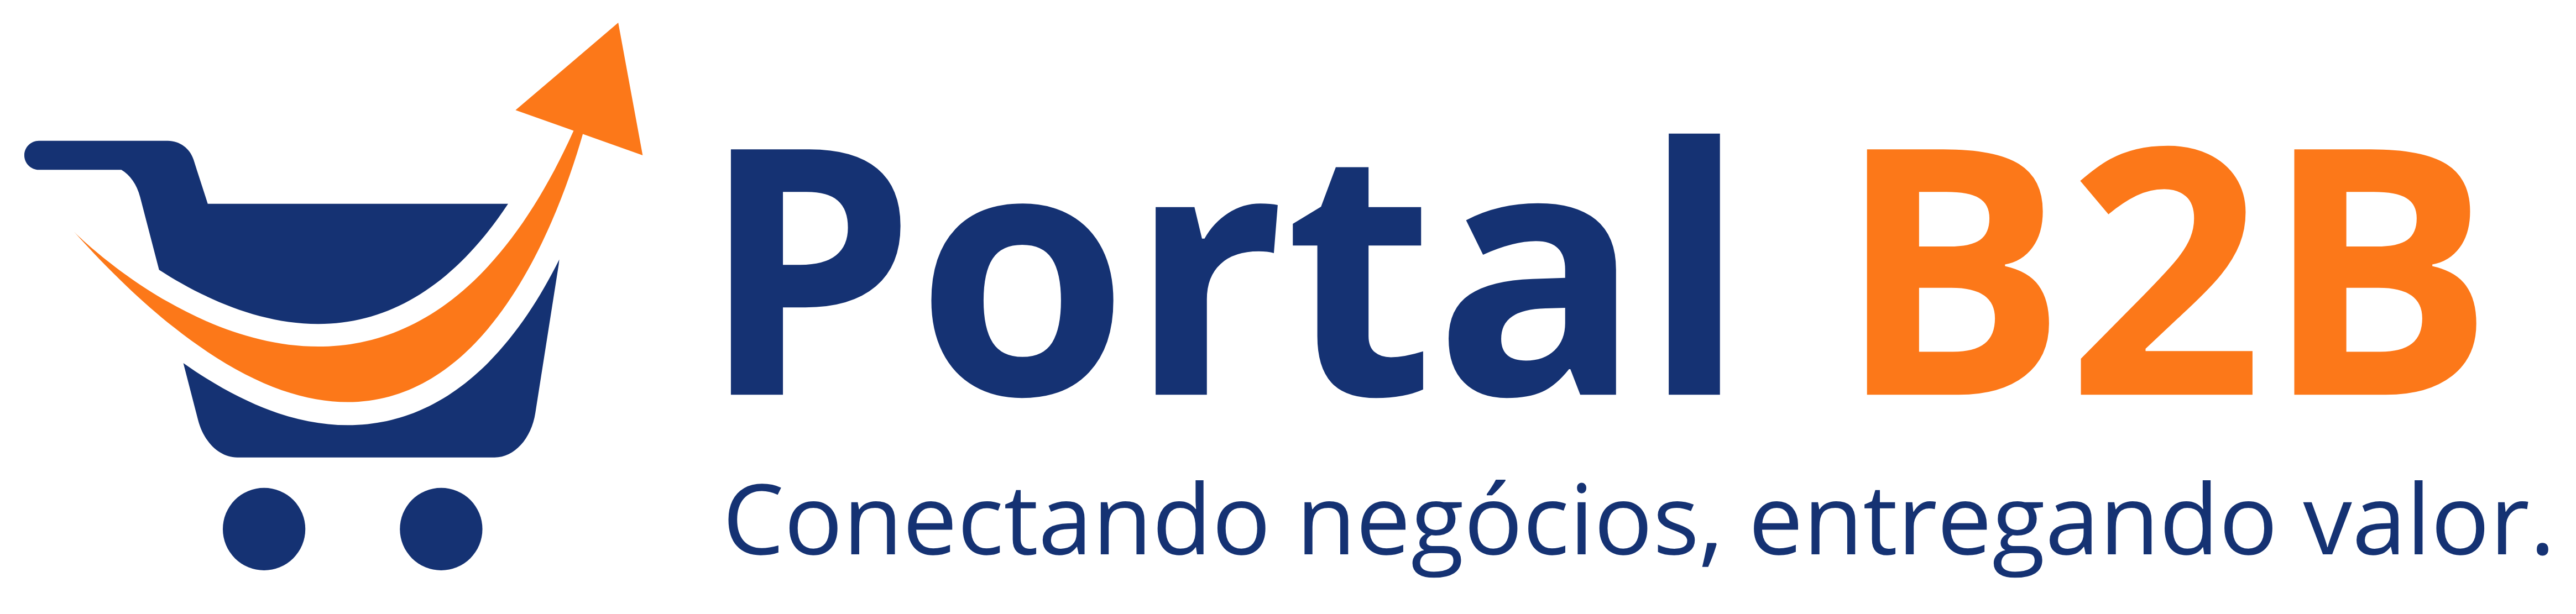 Portal B2B
Conectando negócios, entregando valor.